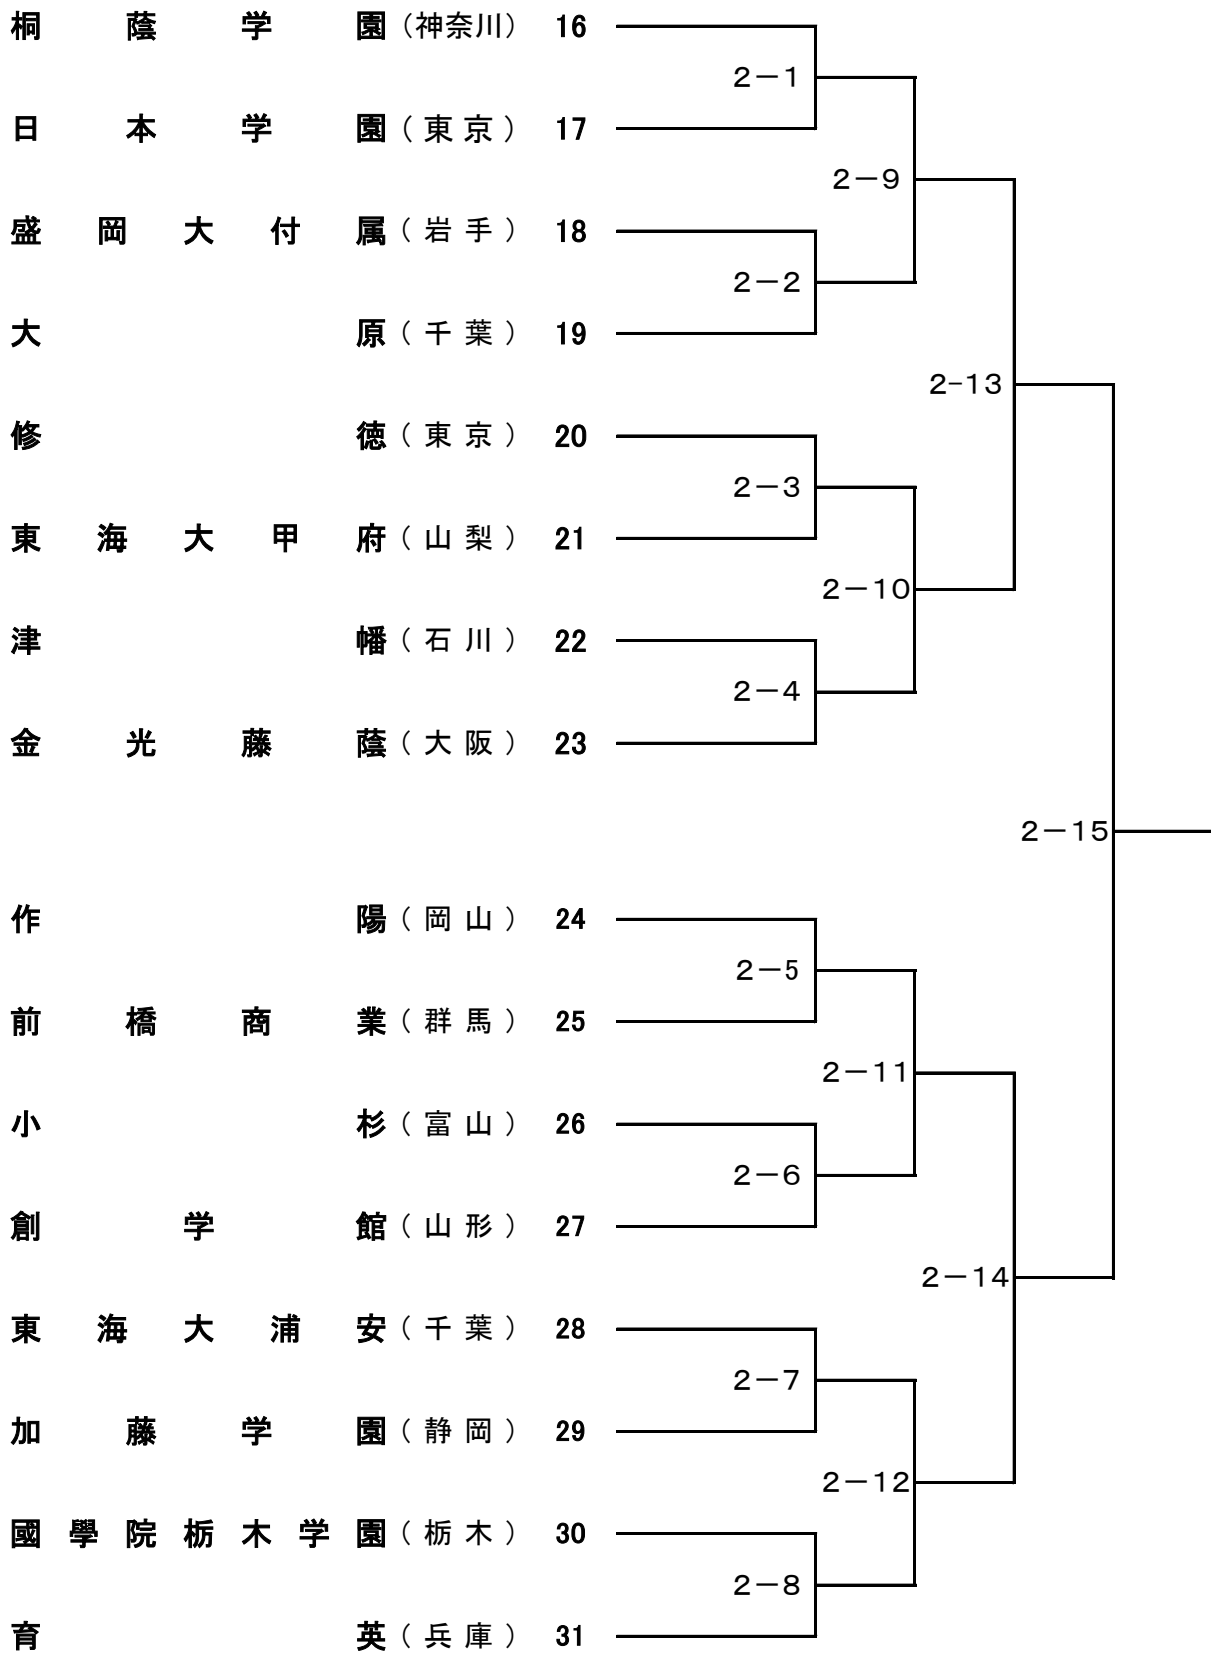 桐蔭学園（神奈川） 16
2－1
日本学園（東京） 17
2－9
盛岡大付属（岩手） 18
2－2
大原（千葉） 19
2-13
修徳（東京） 20
2－3
東海大甲府（山梨） 21
2－10
津幡（石川） 22
2－4
金光藤蔭（大阪） 23
2－15
作陽（岡山） 24
2－5
前橋商業（群馬） 25
2－11
小杉（富山） 26
2－6
創学館（山形） 27
2－14
東海大浦安（千葉） 28
2－7
加藤学園（静岡） 29
2－12
國學院栃木学園（栃木） 30
2－8
育英（兵庫） 31